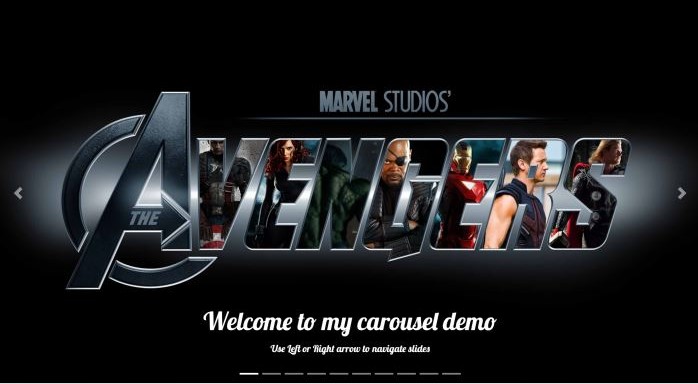 MARVEL STUDIOS'
THE AVENGERS
Welcome to my carousel demo
Use Left or Right arrow to navigate slides